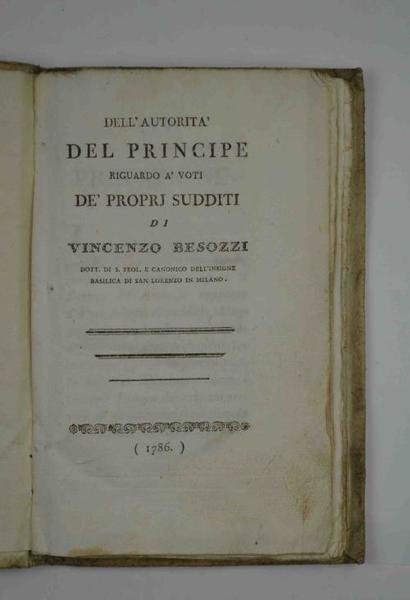 DELL'AUTORITA'
DEL PRINCIPE
RIGUARDO A' VOTI
DE' PROPRJ SUDDITI
DI
VINCENZO BESOZZI
DOTT. DI S. TEOL. E CANONICO DELL'INSIGNE
BASILICA DI SAN LORENZO IN MILANO.
( 1786. )